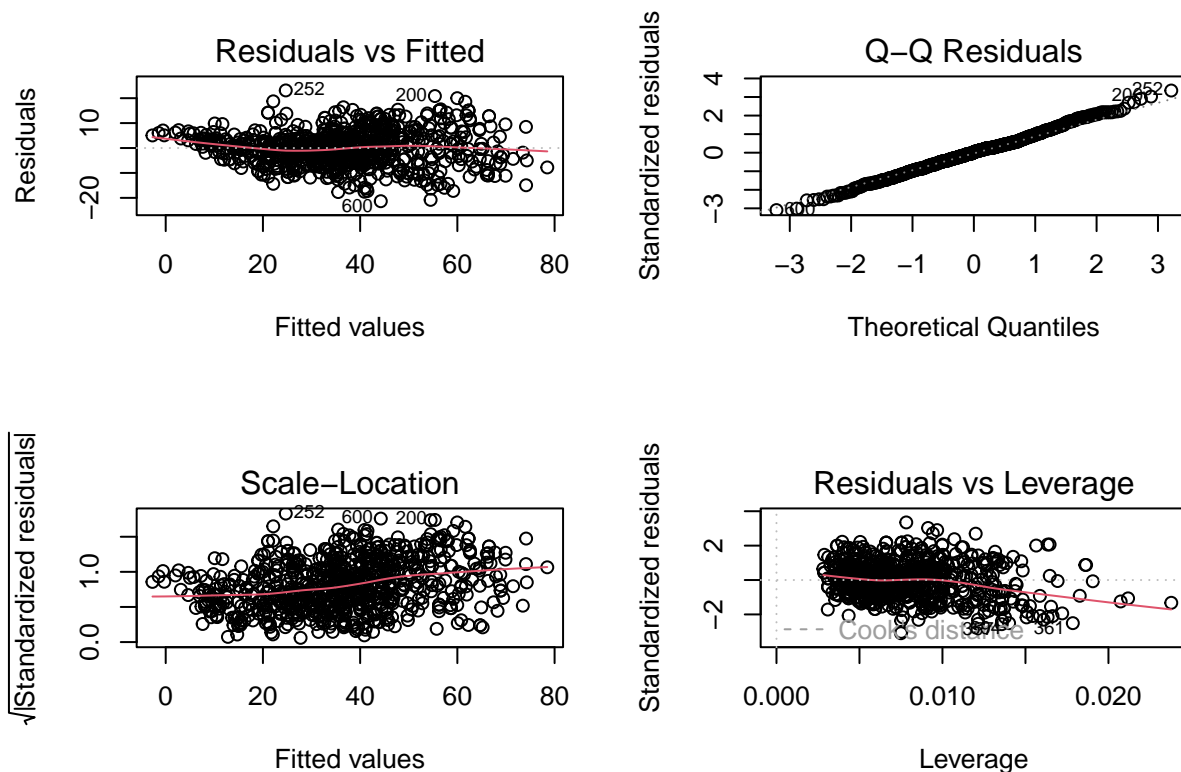 Residuals vs Fitted
Residuals
10
−20
252
200
600
0 20 40 60 80
Fitted values
Q−Q Residuals
Standardized residuals
4
2
0
−3
252
−3 −2 −1 0 1 2 3
Theoretical Quantiles
Scale−Location
√|Standardized residuals|
1.0
0.0
252
600
200
0 20 40 60 80
Fitted values
Residuals vs Leverage
Standardized residuals
2
−2
Cook's distance
361
0.000 0.010 0.020
Leverage